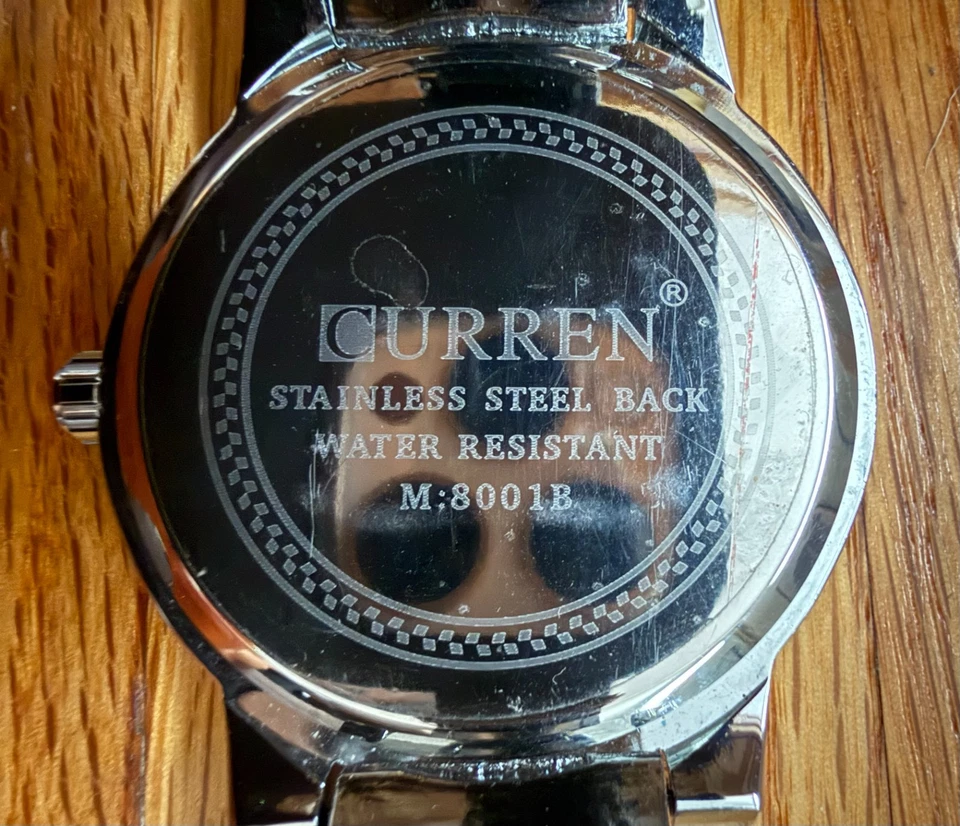 CURREN®
STAINLESS STEEL BACK
WATER RESISTANT
M:8001B